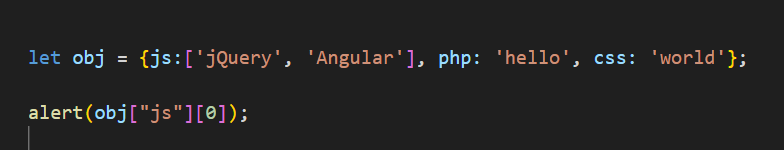 let obj = {js:['jQuery', 'Angular'], php: 'hello', css: 'world'};
alert(obj["js"][0]);